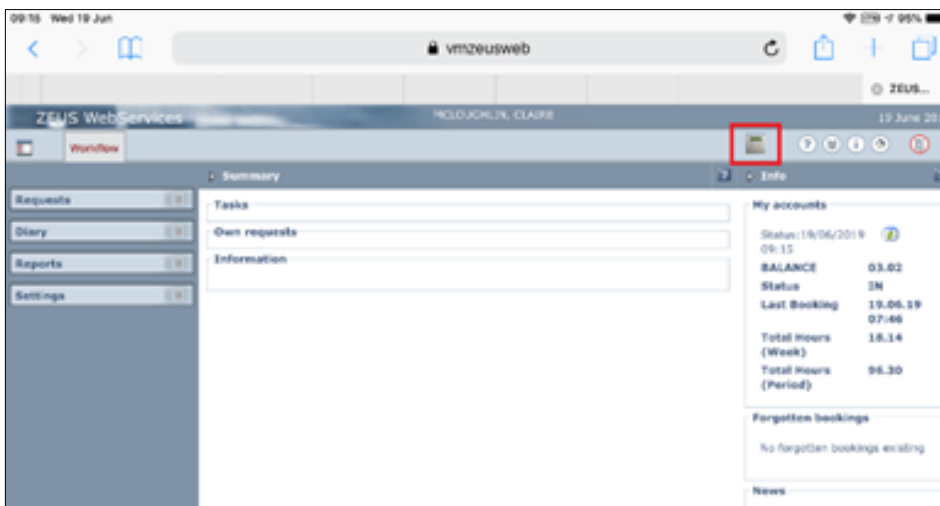 09:15 Wed 19 Jun
95%
vmzeusweb
ZEUS...
ZEUS WebServices
MCLOUGHLIN, CLAIRE
19 June 20
Workflow
Summary
Info
Requests
Diary
Reports
Settings
Tasks
Own requests
Information
My accounts
Status:19/06/2019
09:15
BALANCE 03.02
Status IN
Last Booking 19.06.19
07:46
Total Hours 18.14
(Week)
Total Hours 96.30
(Period)
Forgotten bookings
No forgotten bookings existing
News